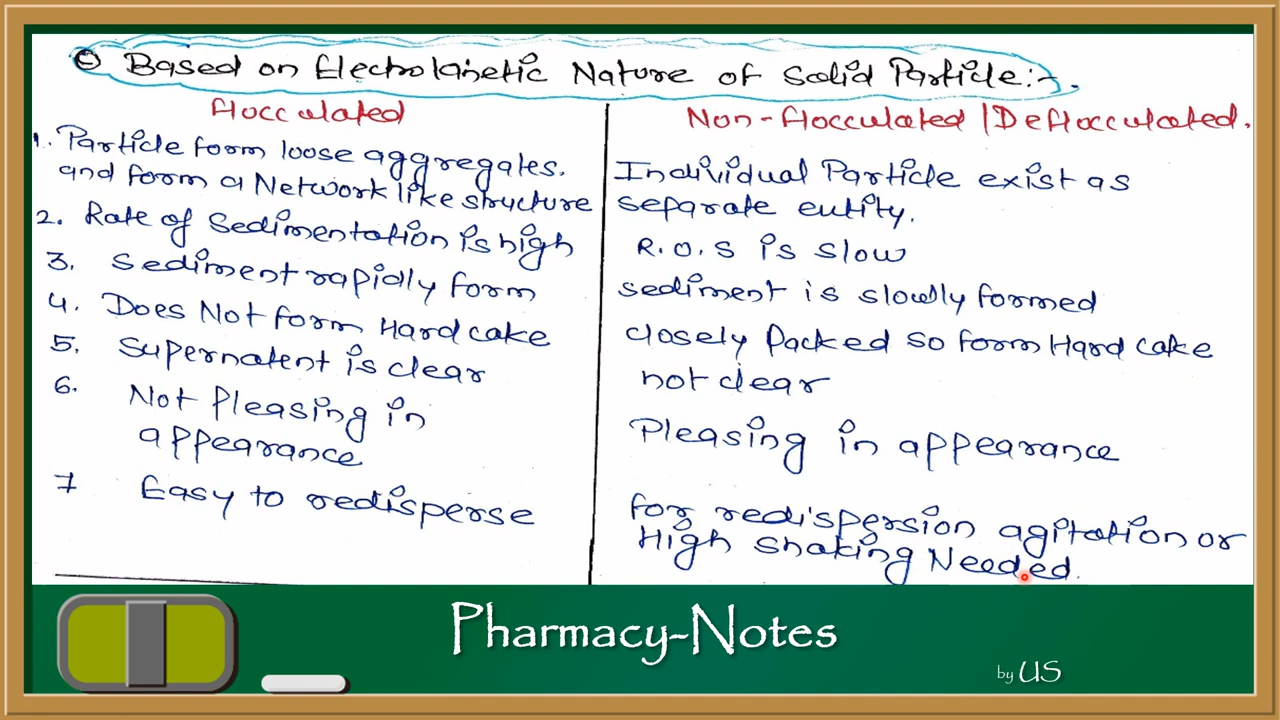 C Based on Electrokinetic Nature of Solid Particle:-
flocculated
1. Particle form loose aggregates.
and form a Network like structure
2. Rate of Sedimentation is high
3. Sediment rapidly form
4. Does Not form Hard cake
5. Supernatent is clear
6. Not Pleasing in
appearance
7 Easy to redisperse
Non-flocculated / Deflocculated.
Individual Particle exist as
separate entity.
R.O.S is slow
sediment is slowly formed
closely Packed so form Hard cake
not clear
Pleasing in appearance
for redispersion agitation or
High shaking Needed.
Pharmacy-Notes
by US